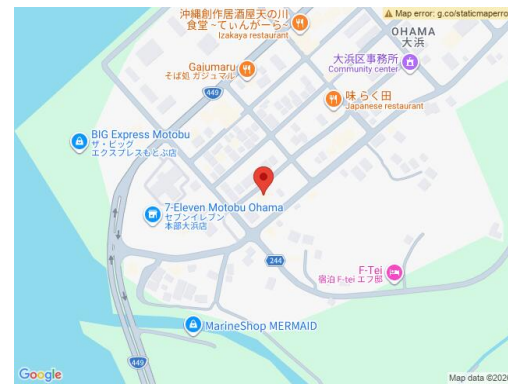 沖縄創作居酒屋天の川
食堂 ~てぃんがーら~
Izakaya restaurant
Map error: g.co/staticmaperro
OHAMA
大浜
大浜区事務所
Community center
Gajumaru
そば処 ガジュマル
449
味 らく田
Japanese restaurant
BIG Express Motobu
ザ・ビッグ
エクスプレスもとぶ店
7-Eleven Motobu Ohama
セブンイレブン
本部大浜店
244
F-Tei
宿泊 F-tei エフ邸
MarineShop MERMAID
449
Google
Map data ©2026